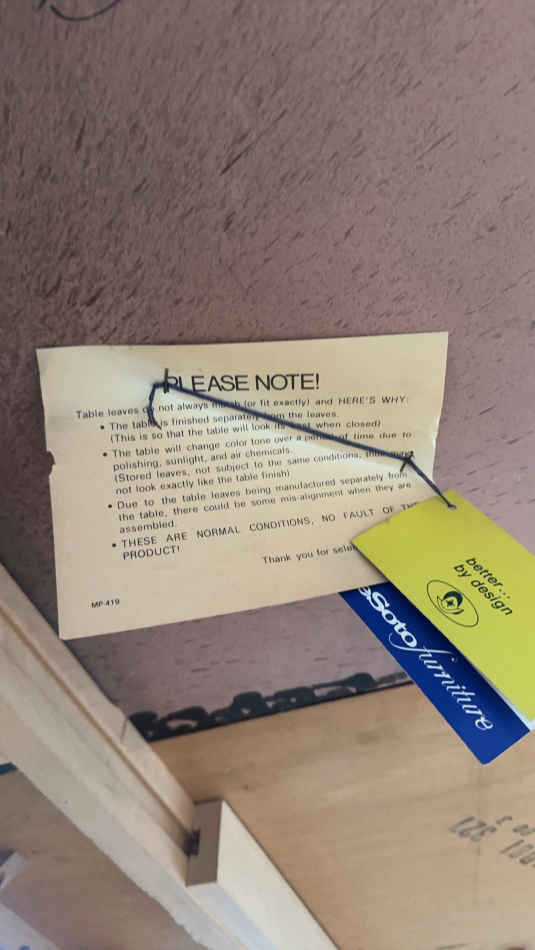 PLEASE NOTE!
Table leaves do not always match (or fit exactly) and HERE'S WHY:
• The table is finished separately from the leaves.
(This is so that the table will look its best when closed)
• The table will change color tone over a period of time due to
polishing, sunlight, and air chemicals.
(Stored leaves, not subject to the same conditions,
not look exactly like the table finish)
• Due to the table leaves being manufactured separately from
the table, there could be some mis-alignment when they are
assembled.
• THESE ARE NORMAL CONDITIONS, NO FAULT OF THE
PRODUCT!
Thank you for
MP-419
better...
by design
eSoto furniture
327